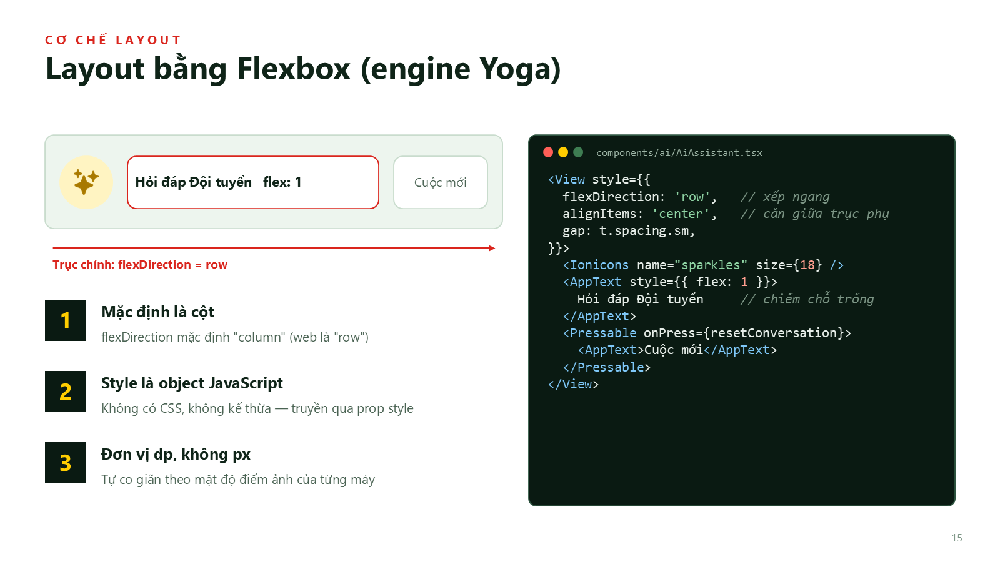 CƠ CHẾ LAYOUT
Layout bằng Flexbox (engine Yoga)
Hỏi đáp Đội tuyển   flex: 1
Cuộc mới
Trục chính: flexDirection = row
1
Mặc định là cột
flexDirection mặc định "column" (web là "row")
2
Style là object JavaScript
Không có CSS, không kế thừa — truyền qua prop style
3
Đơn vị dp, không px
Tự co giãn theo mật độ điểm ảnh của từng máy
components/ai/AiAssistant.tsx
<View style={{
  flexDirection: 'row',   // xếp ngang
  alignItems: 'center',   // căn giữa trục phụ
  gap: t.spacing.sm,
}}>
  <Ionicons name="sparkles" size={18} />
  <AppText style={{ flex: 1 }}>
    Hỏi đáp Đội tuyển     // chiếm chỗ trống
  </AppText>
  <Pressable onPress={resetConversation}>
    <AppText>Cuộc mới</AppText>
  </Pressable>
</View>
15